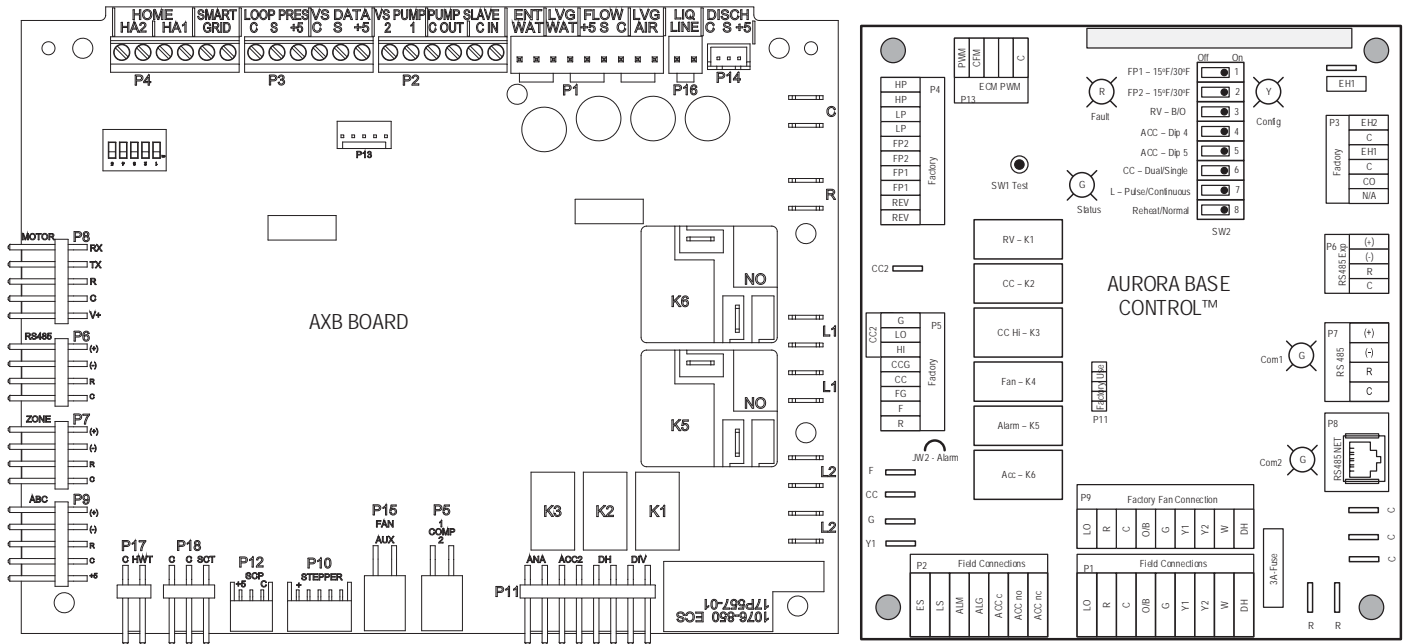 HOME
HA2 HA1
SMART
GRID
LOOP PRES
C S +5
VS DATA
C S +5
VS PUMP
2 1
PUMP SLAVE
C OUT C IN
ENT
WAT
LVG
WAT
FLOW
+5 S C
LVG
AIR
LIQ
LINE
DISCH
C S +5
P4
P3
P2
P1
P16
P14
P13
C
R
MOTOR
P8
RX
TX
R
C
V+
AXB BOARD
NO
K6
L1
RS485
P6
(+)
(-)
R
C
NO
K5
L1
ZONE
P7
(+)
(-)
R
C
L2
L2
ABC
P9
(+)
(-)
R
C
+5
K3
K2
K1
P17
C HWT
P18
C C SCT
P12
SCP
+5 C
P10
STEPPER
+
P15
FAN
AUX
P5
1
COMP
2
P11
ANA
ACC2
DH
DIV
1076-850 ECS
17P557-01
PWM
CFM
C
ECM PWM
P13
HP
HP
LP
LP
FP2
FP2
FP1
FP1
REV
REV
P4
Factory
R
Fault
Off On
FP1 – 15ºF/30ºF 1
FP2 – 15ºF/30ºF 2
RV – B/O 3
ACC – Dip 4 4
ACC – Dip 5 5
CC – Dual/Single 6
L – Pulse/Continuous 7
Reheat/Normal 8
SW2
Y
Config
EH1
P3
Factory
EH2
C
EH1
C
CO
N/A
SW1 Test
G
Status
RV – K1
CC – K2
CC Hi – K3
Fan – K4
Alarm – K5
Acc – K6
AURORA BASE
CONTROL™
P6
RS485 Exp
(+)
(-)
R
C
CC2
CC2
G
LO
HI
CCG
CC
FG
F
R
P5
Factory
JW2 - Alarm
Factory Use
P11
Com1
G
P7
RS 485
(+)
(-)
R
C
Com2
G
P8
RS485 NET
F
CC
G
Y1
P9
Factory Fan Connection
LO
R
C
O/B
G
Y1
Y2
W
DH
C
C
C
P2
Field Connections
ES
LS
ALM
ALG
ACC c
ACC no
ACC nc
P1
Field Connections
LO
R
C
O/B
G
Y1
Y2
W
DH
3A-Fuse
R
R